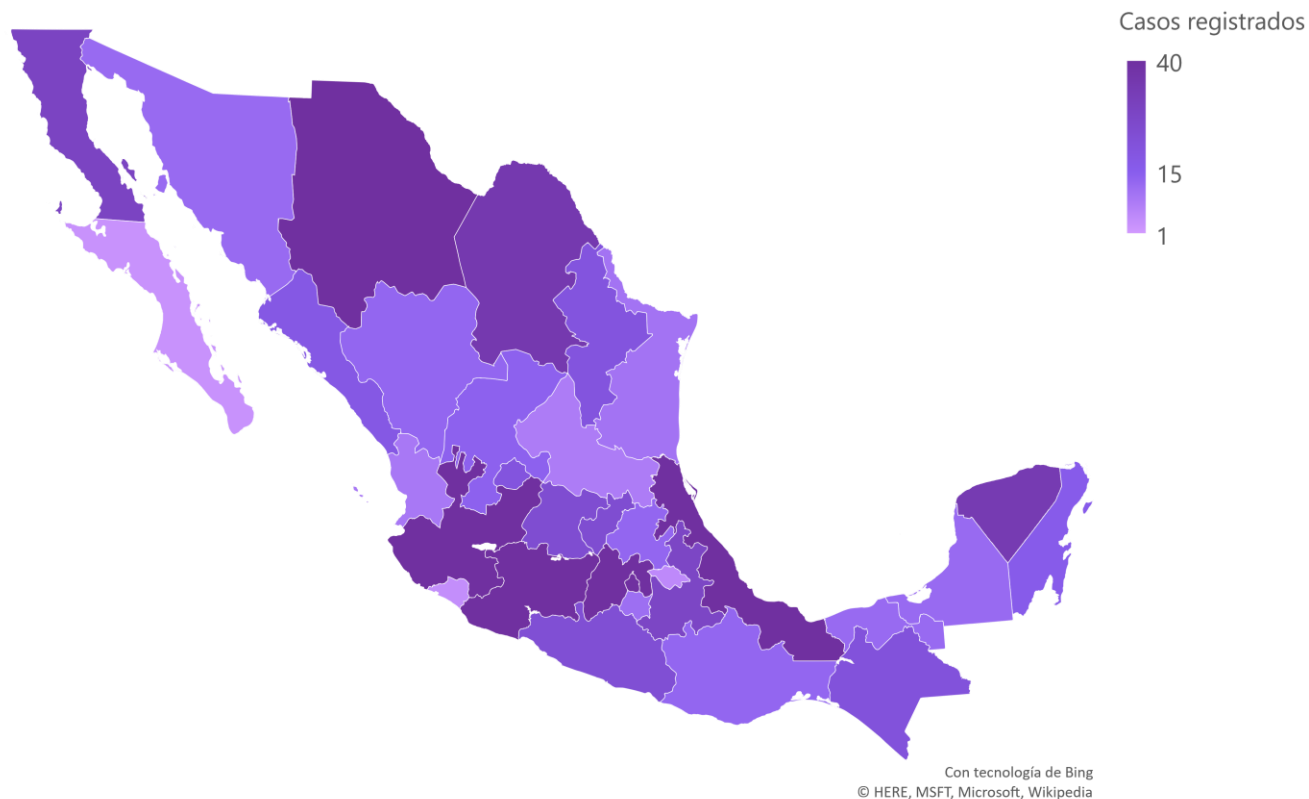 Casos registrados
40
15
1
Con tecnología de Bing
© HERE, MSFT, Microsoft, Wikipedia